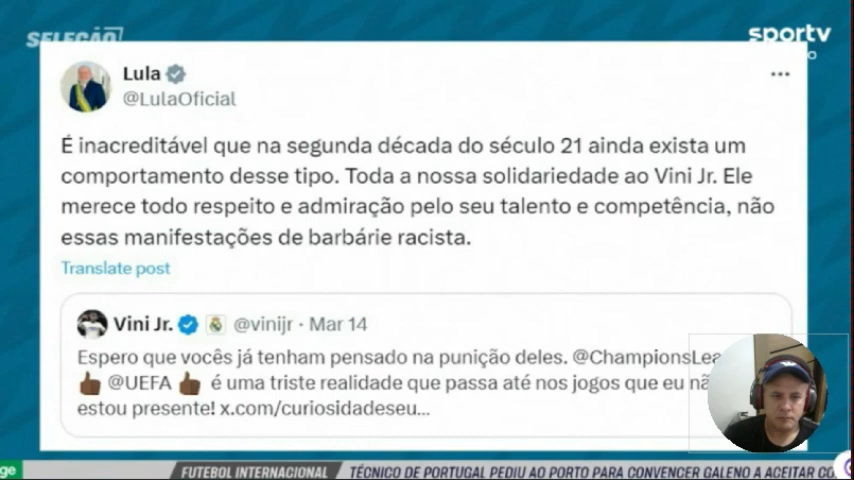 SELEÇÃO
sportv
Lula
@LulaOficial
É inacreditável que na segunda década do século 21 ainda exista um
comportamento desse tipo. Toda a nossa solidariedade ao Vini Jr. Ele
merece todo respeito e admiração pelo seu talento e competência, não
essas manifestações de barbárie racista.
Translate post
Vini Jr. @vinijr · Mar 14
Espero que vocês já tenham pensado na punição deles. @ChampionsLea
👍🏾 @UEFA 👍🏾 é uma triste realidade que passa até nos jogos que eu
estou presente! x.com/curiosidadeseu...
FUTEBOL INTERNACIONAL
TÉCNICO DE PORTUGAL PEDIU AO PORTO PARA CONVENCER GALENO A ACEITAR